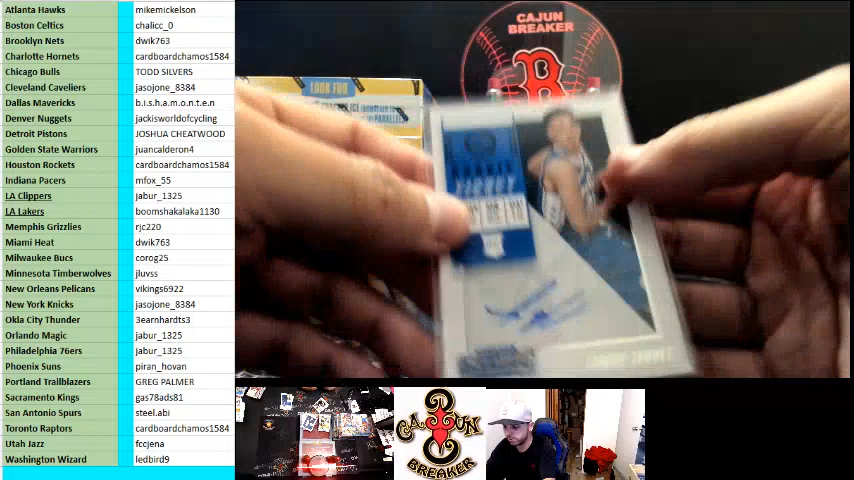 Atlanta Hawks mikemickelson
Boston Celtics chalicc_0
Brooklyn Nets dwik763
Charlotte Hornets cardboardchamos1584
Chicago Bulls TODD SILVERS
Cleveland Caveliers jasojone_8384
Dallas Mavericks b.i.s.h.a.m.o.n.t.e.n
Denver Nuggets jackisworldofcycling
Detroit Pistons JOSHUA CHEATWOOD
Golden State Warriors juancalderon4
Houston Rockets cardboardchamos1584
Indiana Pacers mfox_55
LA Clippers jabur_1325
LA Lakers boomshakalaka1130
Memphis Grizzlies rjc220
Miami Heat dwik763
Milwaukee Bucs corog25
Minnesota Timberwolves jluvss
New Orleans Pelicans vikings6922
New York Knicks jasojone_8384
Okla City Thunder 3earnhardts3
Orlando Magic jabur_1325
Philadelphia 76ers jabur_1325
Phoenix Suns piran_hovan
Portland Trailblazers GREG PALMER
Sacramento Kings gas78ads81
San Antonio Spurs steel.abi
Toronto Raptors cardboardchamos1584
Utah Jazz fccjena
Washington Wizard ledbird9
CAJUN
BREAKER
B
LOOK FOR
TICKET
CAJUN
BREAKER